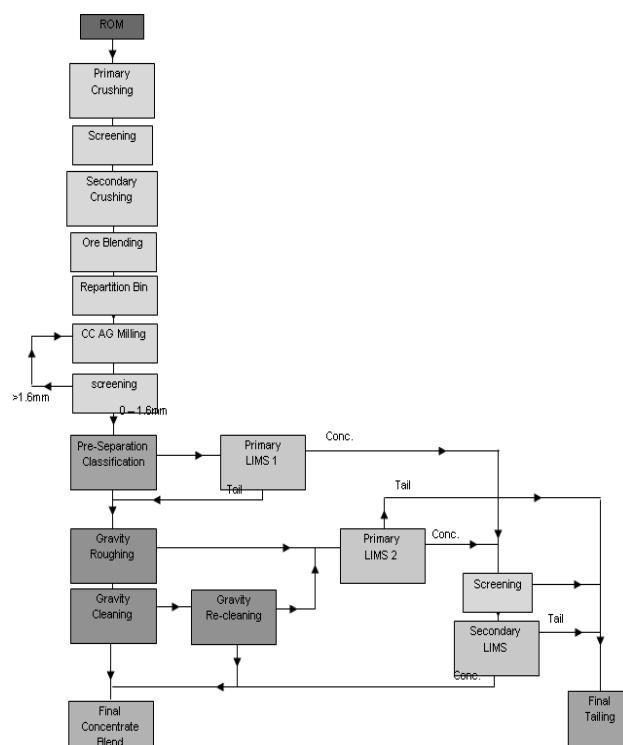 ROM
Primary
Crushing
Screening
Secondary
Crushing
Ore Blending
Repartition Bin
CC AG Milling
screening
>1.6mm
0 – 1.6mm
Pre-Separation
Classification
Primary
LIMS 1
Conc.
Tail
Tail
Gravity
Roughing
Primary
LIMS 2
Conc.
Gravity
Cleaning
Gravity
Re-cleaning
Screening
Secondary
LIMS
Tail
Conc.
Final
Concentrate
Blend
Final
Tailing